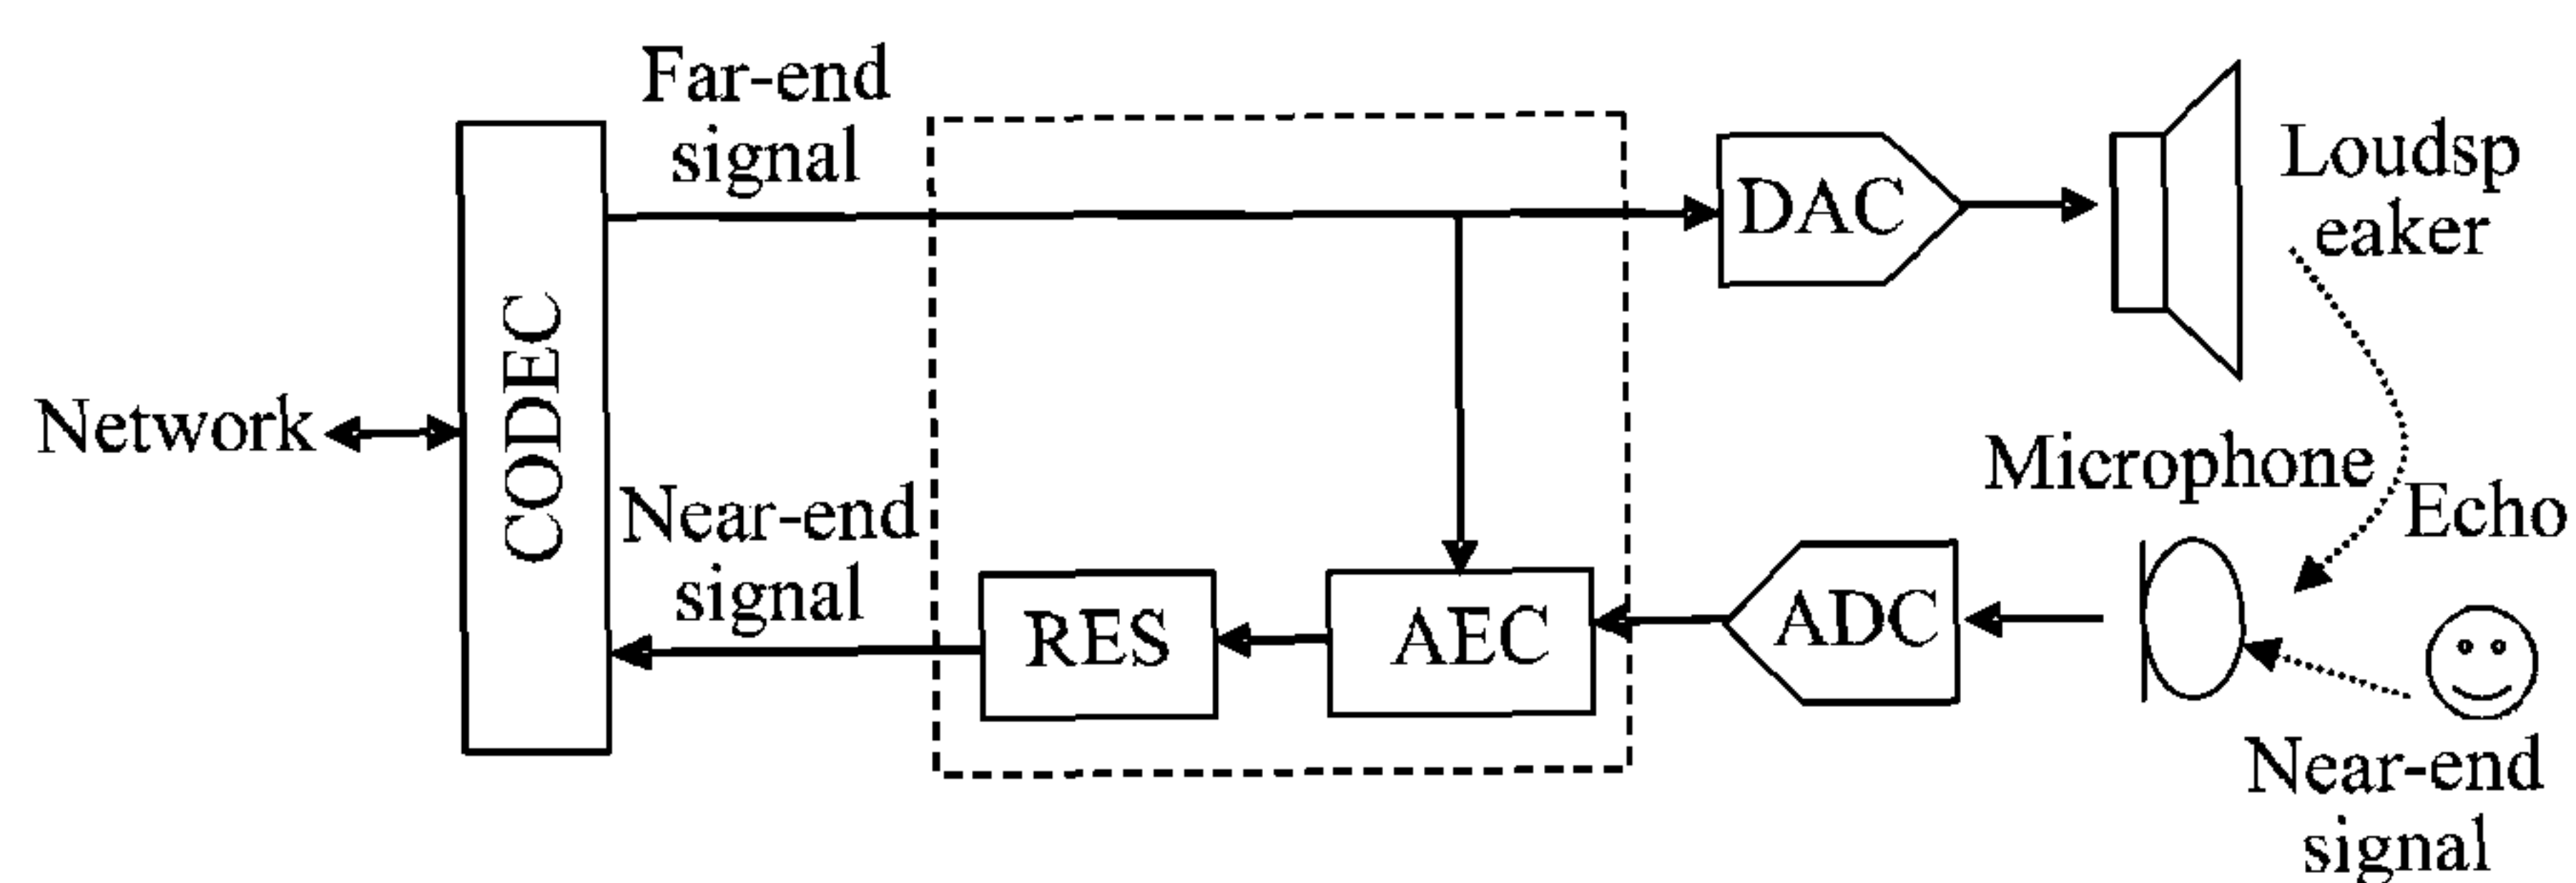 Far-end
signal
DAC
Loudsp
eaker
Network
CODEC
Near-end
signal
RES
AEC
ADC
Microphone
Echo
Near-end
signal